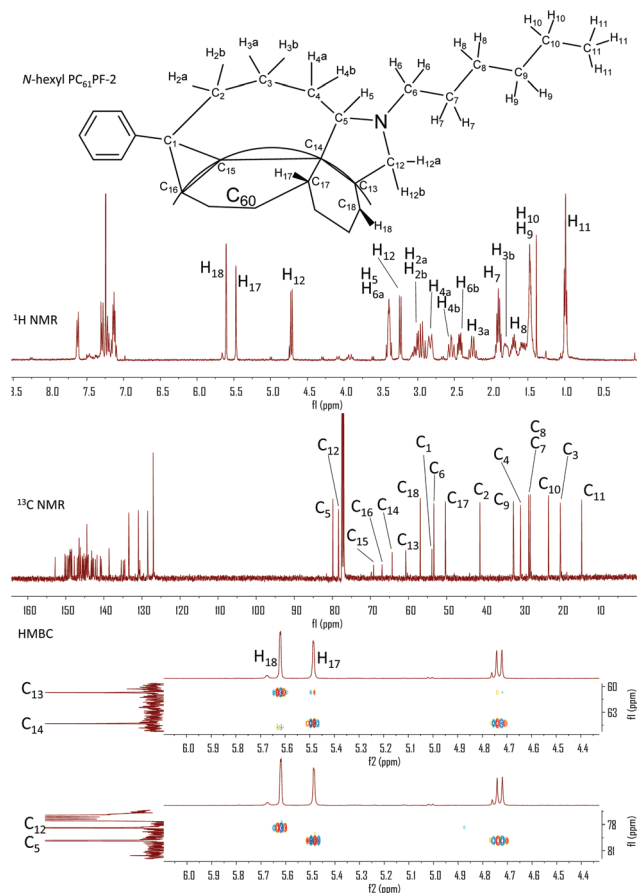 N-hexyl PC61PF-2
H2a
H2b
H3a
H3b
H4a
H4b
H5
H6
H6
H7
H7
H8
H8
H9
H9
H10
H10
H11
H11
H11
C1
C2
C3
C4
C5
N
C6
C7
C8
C9
C10
C11
C12
H12a
H12b
C13
C14
C15
C16
C60
H17
C17
C18
H18
1H NMR
H18
H17
H12
H12
H5
H6a
H2a
H2b
H4a
H4b
H6b
H3a
H7
H3b
H8
H10
H9
H11
8.5 8.0 7.5 7.0 6.5 6.0 5.5 5.0 4.5 4.0 3.5 3.0 2.5 2.0 1.5 1.0 0.5
f1 (ppm)
13C NMR
C5
C12
C15
C16
C14
C13
C18
C1
C6
C17
C2
C9
C4
C8
C7
C10
C3
C11
160 150 140 130 120 110 100 90 80 70 60 50 40 30 20 10 0
f1 (ppm)
HMBC
H18
H17
C13
C14
60
63
f1 (ppm)
6.0 5.9 5.8 5.7 5.6 5.5 5.4 5.3 5.2 5.1 5.0 4.9 4.8 4.7 4.6 4.5 4.4
f2 (ppm)
C12
C5
78
81
f1 (ppm)
6.0 5.9 5.8 5.7 5.6 5.5 5.4 5.3 5.2 5.1 5.0 4.9 4.8 4.7 4.6 4.5 4.4
f2 (ppm)